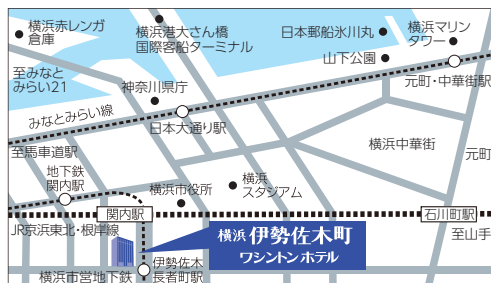 横浜赤レンガ
倉庫
横浜港大さん橋
国際客船ターミナル
日本郵船氷川丸
横浜マリン
タワー
山下公園
至みなと
みらい21
神奈川県庁
元町・中華街駅
みなとみらい線
日本大通り駅
至馬車道駅
横浜中華街
元町
地下鉄
関内駅
横浜市役所
横浜
スタジアム
関内駅
石川町駅
JR京浜東北・根岸線
至山手
横浜 伊勢佐木町
ワシントンホテル
横浜市営地下鉄
伊勢佐木
長者町駅